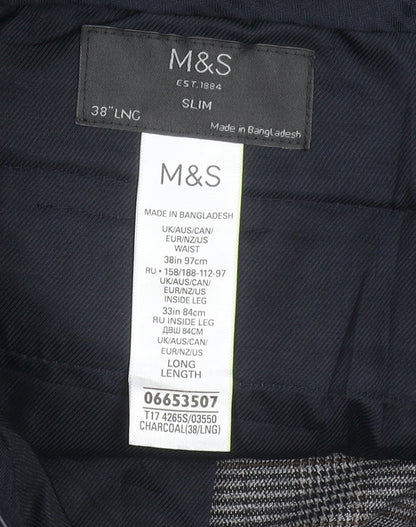 M&S
EST.1884
SLIM
38" LNG
Made in Bangladesh
M&S
MADE IN BANGLADESH
UK/AUS/CAN/
EUR/NZ/US
WAIST
38in 97cm
RU • 158/188-112-97
UK/AUS/CAN/
EUR/NZ/US
INSIDE LEG
33in 84cm
RU INSIDE LEG
ДВШ 84CM
UK/AUS/CAN/
EUR/NZ/US
LONG
LENGTH
06653507
T17 4265S/03550
CHARCOAL(38/LNG)